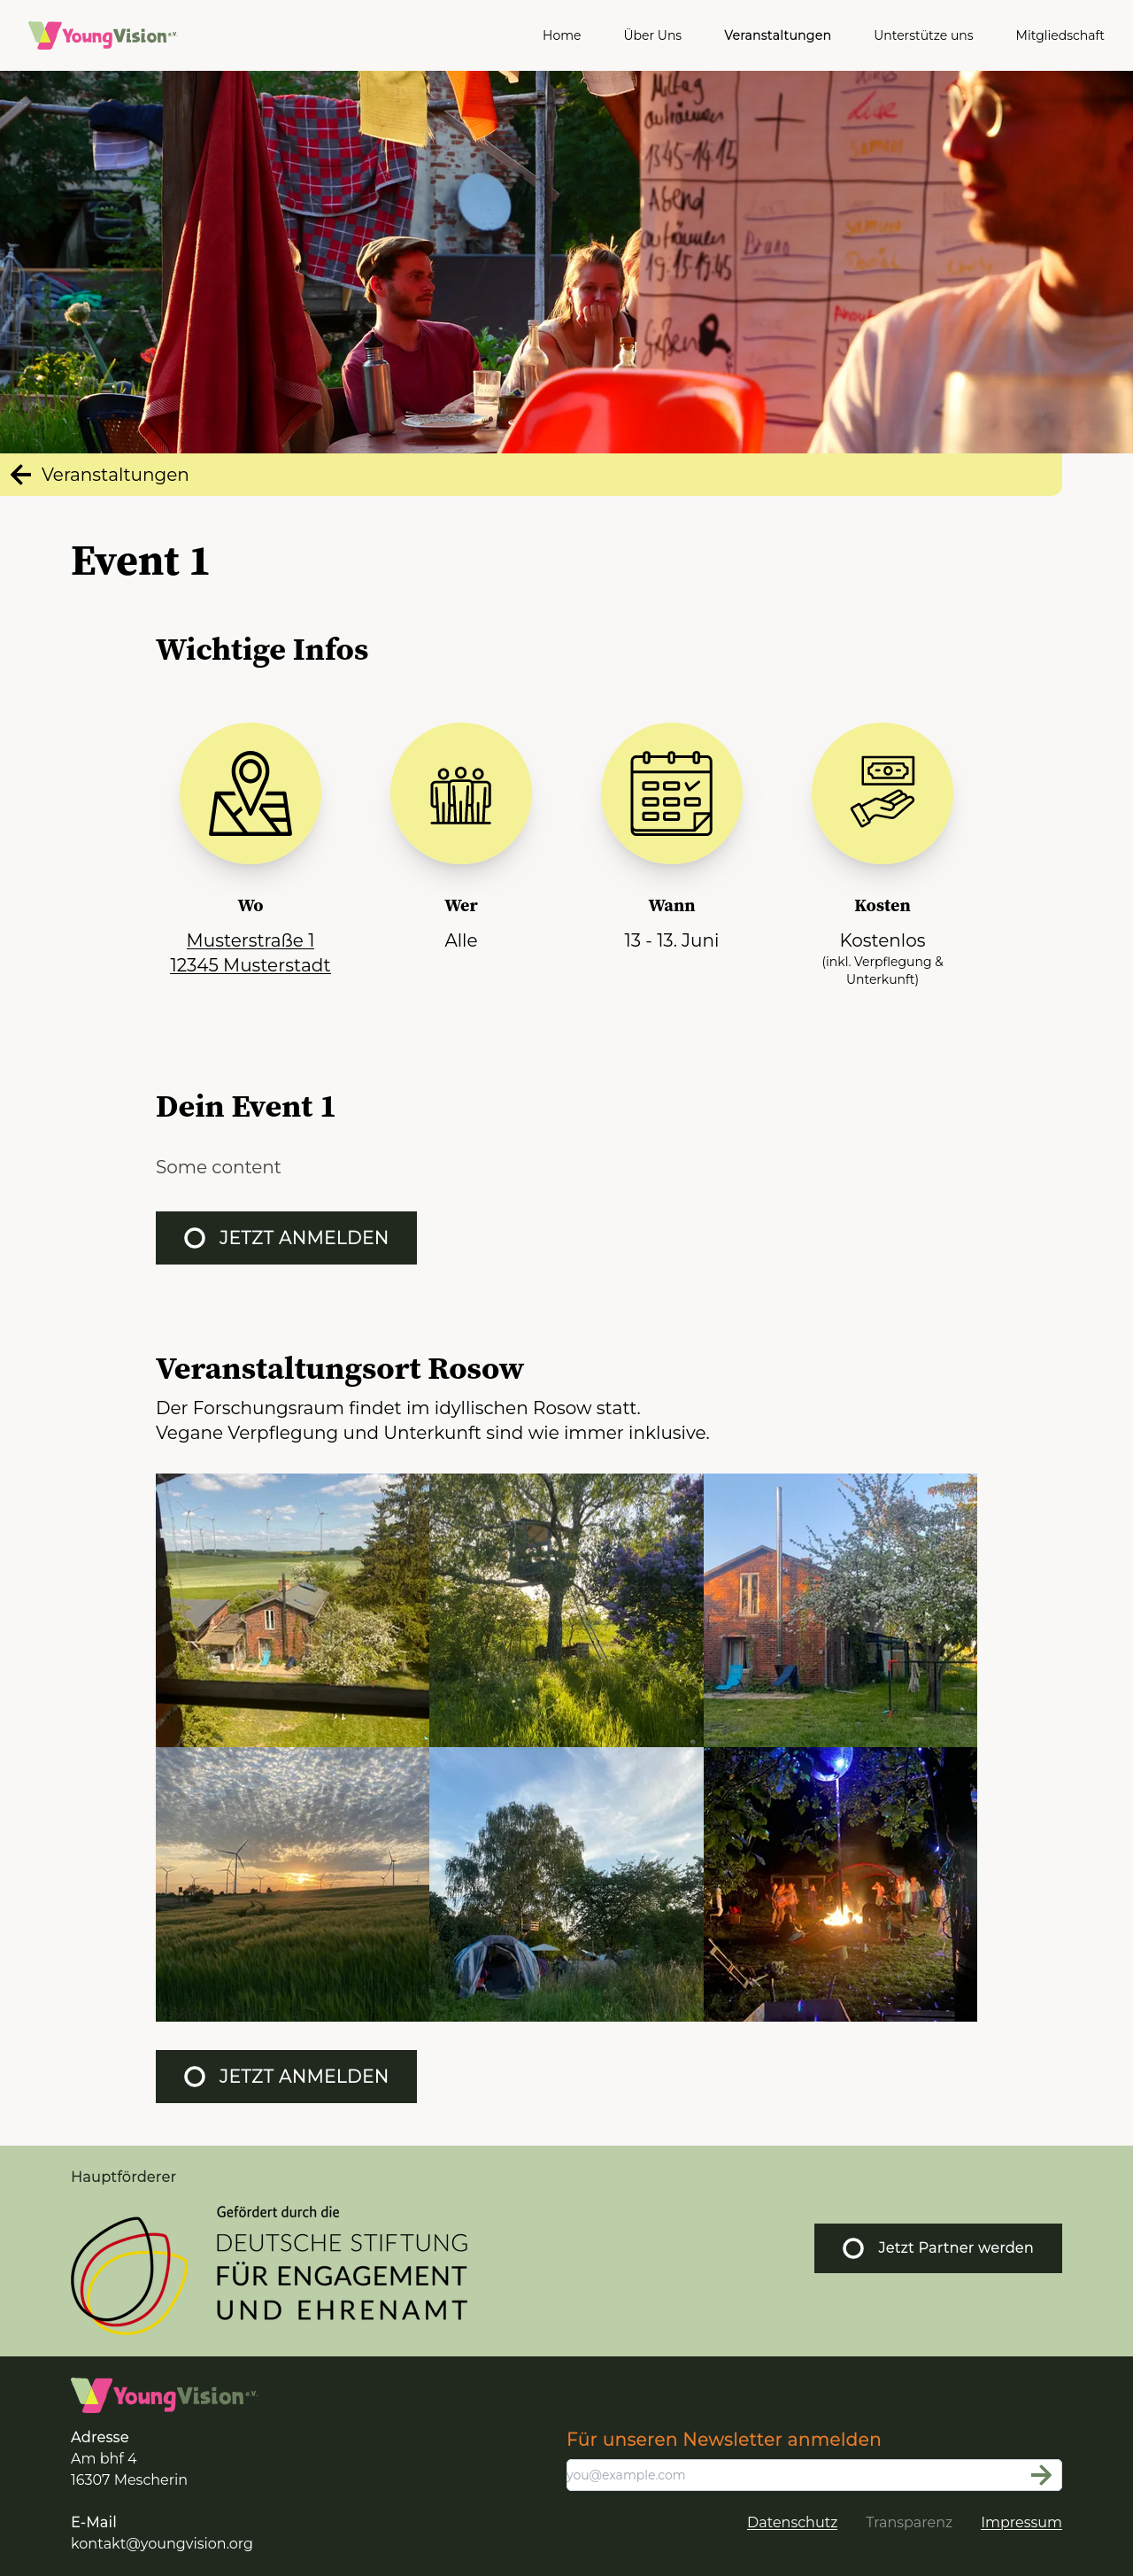 YoungVision e.V.
Home
Über Uns
Veranstaltungen
Unterstütze uns
Mitgliedschaft
Mittag
aufräumen
13:45-14:15
Abend
aufräumen
19:15-19:45
Veranstaltungen
Event 1
Wichtige Infos
Wo
Musterstraße 1
12345 Musterstadt
Wer
Alle
Wann
13 - 13. Juni
Kosten
Kostenlos
(inkl. Verpflegung &
Unterkunft)
Dein Event 1
Some content
JETZT ANMELDEN
Veranstaltungsort Rosow
Der Forschungsraum findet im idyllischen Rosow statt.
Vegane Verpflegung und Unterkunft sind wie immer inklusive.
JETZT ANMELDEN
Hauptförderer
Gefördert durch die
DEUTSCHE STIFTUNG
FÜR ENGAGEMENT
UND EHRENAMT
Jetzt Partner werden
YoungVision e.V.
Adresse
Am bhf 4
16307 Mescherin
E-Mail
kontakt@youngvision.org
Für unseren Newsletter anmelden
you@example.com
Datenschutz
Transparenz
Impressum